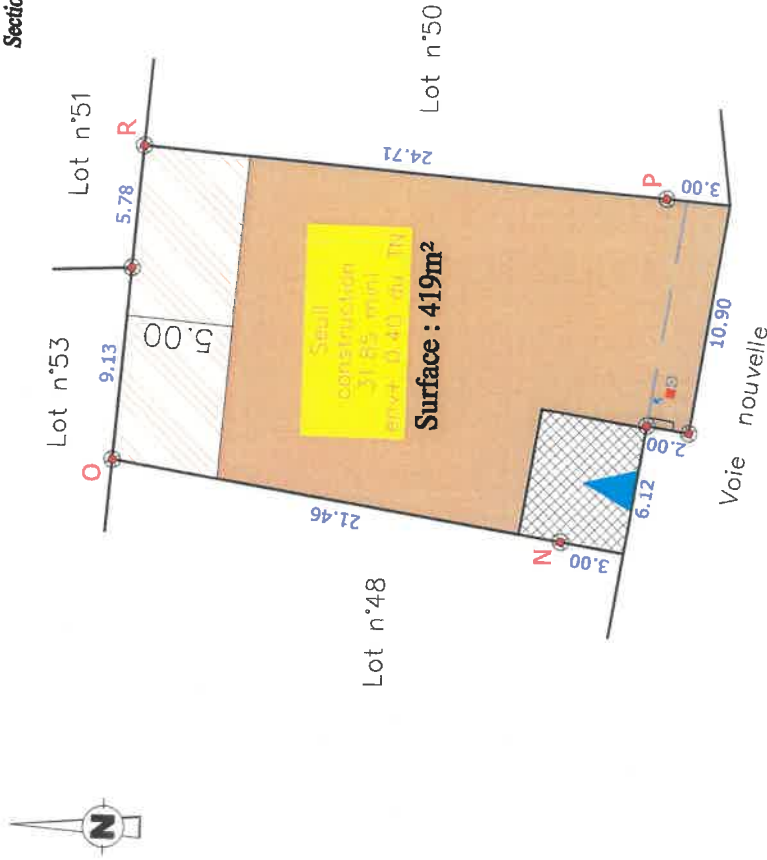 Section
Lot n°50
Lot n°51
R
5.78
Lot n°53
9.13
O
5.00
24.71
Seuil
construction
31.85 mini
env+ 0.40 du TN
Surface : 419m²
P
3.00
21.46
Lot n°48
N
3.00
6.12
2.00
10.90
Voie nouvelle
N